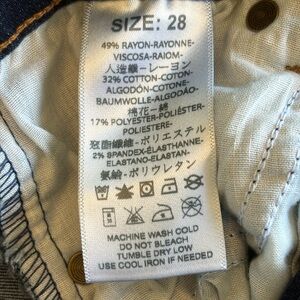 SIZE: 28
49% RAYON-RAYONNE-
VISCOSA-RAIOM-
人造纖-レーヨン
32% COTTON-COTON-
ALGODÓN-COTONE-
BAUMWOLLE-ALGODÃO-
棉花-綿
17% POLYESTER-POLIÉSTER-
POLIESTERE-
聚酯纖維-ポリエステル
2% SPANDEX-ÉLASTHANNE-
ELASTANO-ELASTAN-
氨綸-ポリウレタン
MACHINE WASH COLD
DO NOT BLEACH
TUMBLE DRY LOW
USE COOL IRON IF NEEDED